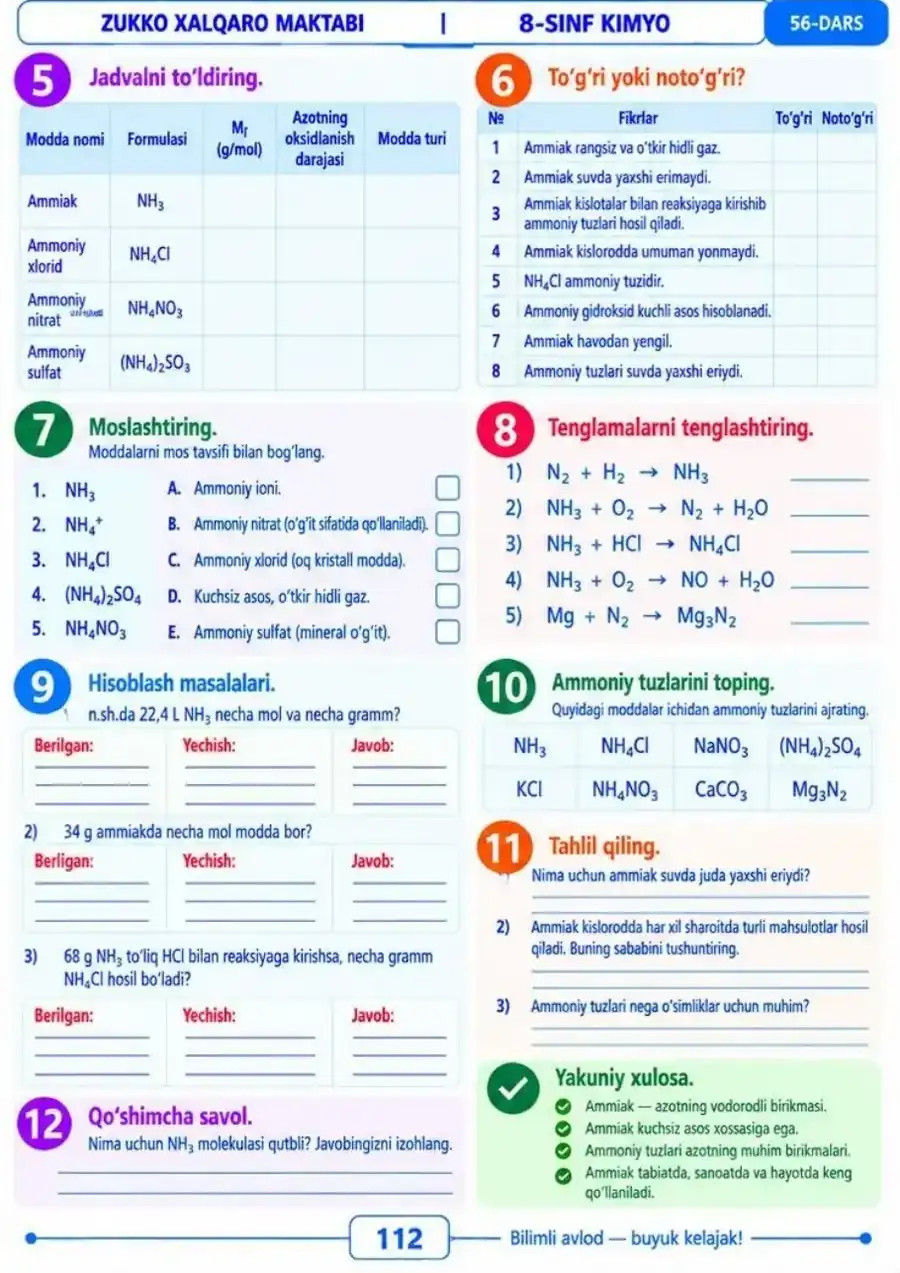 ZUKKO XALQARO MAKTABI | 8-SINF KIMYO 56-DARS
5 Jadvalni to‘ldiring.
Modda nomi Formulasi Mr (g/mol) Azotning oksidlanish darajasi Modda turi
Ammiak NH₃
Ammoniy xlorid NH₄Cl
Ammoniy nitrat NH₄NO₃
Ammoniy sulfat (NH₄)₂SO₃
6 To‘g‘ri yoki noto‘g‘ri?
№ Fikrlar To‘g‘ri Noto‘g‘ri
1 Ammiak rangsiz va o‘tkir hidli gaz.
2 Ammiak suvda yaxshi erimaydi.
3 Ammiak kislotalar bilan reaksiyaga kirishib
ammoniy tuzlari hosil qiladi.
4 Ammiak kislorodda umuman yonmaydi.
5 NH₄Cl ammoniy tuzidir.
6 Ammoniy gidroksid kuchli asos hisoblanadi.
7 Ammiak havodan yengil.
8 Ammoniy tuzlari suvda yaxshi eriydi.
7 Moslashtiring.
Moddalarni mos tavsifi bilan bog‘lang.
1. NH₃ A. Ammoniy ioni.
2. NH₄⁺ B. Ammoniy nitrat (o‘g‘it sifatida qo‘llaniladi).
3. NH₄Cl C. Ammoniy xlorid (oq kristall modda).
4. (NH₄)₂SO₄ D. Kuchsiz asos, o‘tkir hidli gaz.
5. NH₄NO₃ E. Ammoniy sulfat (mineral o‘g‘it).
8 Tenglamalarni tenglashtiring.
1) N₂ + H₂ → NH₃
2) NH₃ + O₂ → N₂ + H₂O
3) NH₃ + HCl → NH₄Cl
4) NH₃ + O₂ → NO + H₂O
5) Mg + N₂ → Mg₃N₂
9 Hisoblash masalalari.
n.sh.da 22,4 L NH₃ necha mol va necha gramm?
Berilgan: Yechish: Javob:
2) 34 g ammiakda necha mol modda bor?
Berligan: Yechish: Javob:
3) 68 g NH₃ to‘liq HCl bilan reaksiyaga kirishsa, necha gramm
NH₄Cl hosil bo‘ladi?
Berilgan: Yechish: Javob:
10 Ammoniy tuzlarini toping.
Quyidagi moddalar ichidan ammoniy tuzlarini ajrating.
NH₃ NH₄Cl NaNO₃ (NH₄)₂SO₄
KCl NH₄NO₃ CaCO₃ Mg₃N₂
11 Tahlil qiling.
Nima uchun ammiak suvda juda yaxshi eriydi?
2) Ammiak kislorodda har xil sharoitda turli mahsulotlar hosil
qiladi. Buning sababini tushuntiring.
3) Ammoniy tuzlari nega o‘simliklar uchun muhim?
12 Qo‘shimcha savol.
Nima uchun NH₃ molekulasi qutbli? Javobingizni izohlang.
Yakuniy xulosa.
Ammiak — azotning vodorodli birikmasi.
Ammiak kuchsiz asos xossasiga ega.
Ammoniy tuzlari azotning muhim birikmalari.
Ammiak tabiatda, sanoatda va hayotda keng
qo‘llaniladi.
112 Bilimli avlod — buyuk kelajak!